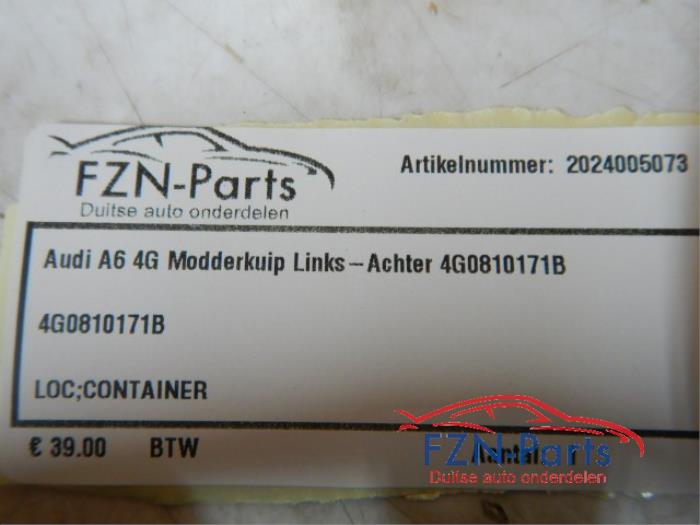 FZN-Parts
Duitse auto onderdelen
Artikelnummer: 2024005073
Audi A6 4G Modderkuip Links-Achter 4G0810171B
4G0810171B
LOC;CONTAINER
€ 39.00 BTW Aantal:
FZN-Parts
Duitse auto onderdelen